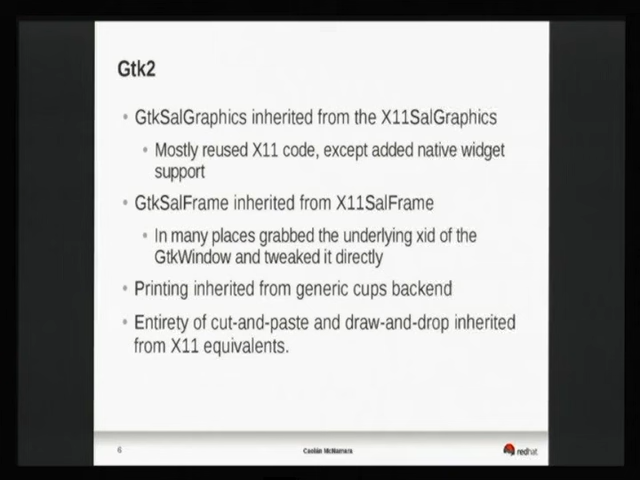 Gtk2
• GtkSalGraphics inherited from the X11SalGraphics
• Mostly reused X11 code, except added native widget
support
• GtkSalFrame inherited from X11SalFrame
• In many places grabbed the underlying xid of the
GtkWindow and tweaked it directly
• Printing inherited from generic cups backend
• Entirety of cut-and-paste and draw-and-drop inherited
from X11 equivalents.
6
Caolán McNamara
redhat